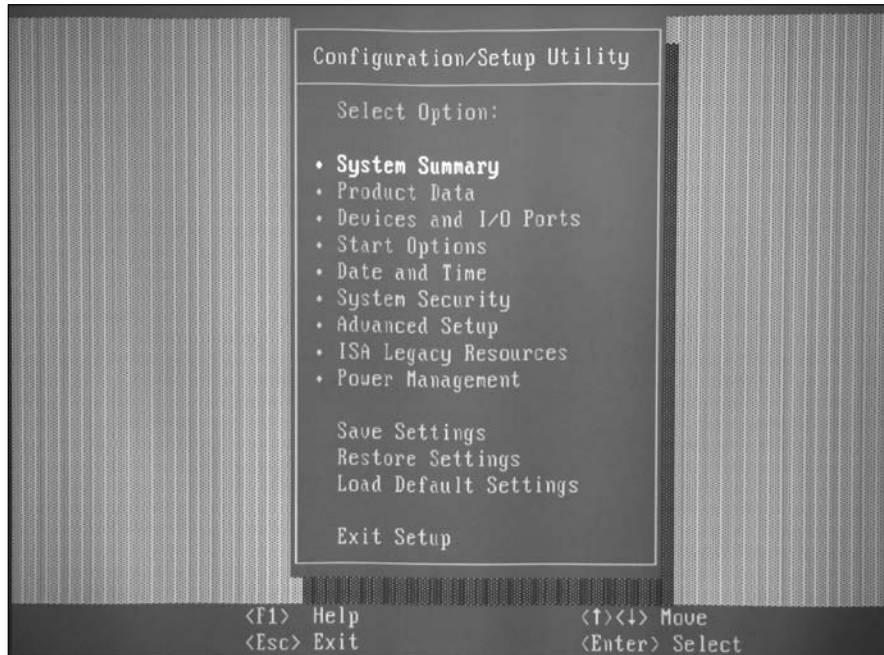 Configuration/Setup Utility
Select Option:
• System Summary
• Product Data
• Devices and I/O Ports
• Start Options
• Date and Time
• System Security
• Advanced Setup
• ISA Legacy Resources
• Power Management
Save Settings
Restore Settings
Load Default Settings
Exit Setup
<F1> Help <↑><↓> Move
<Esc> Exit <Enter> Select